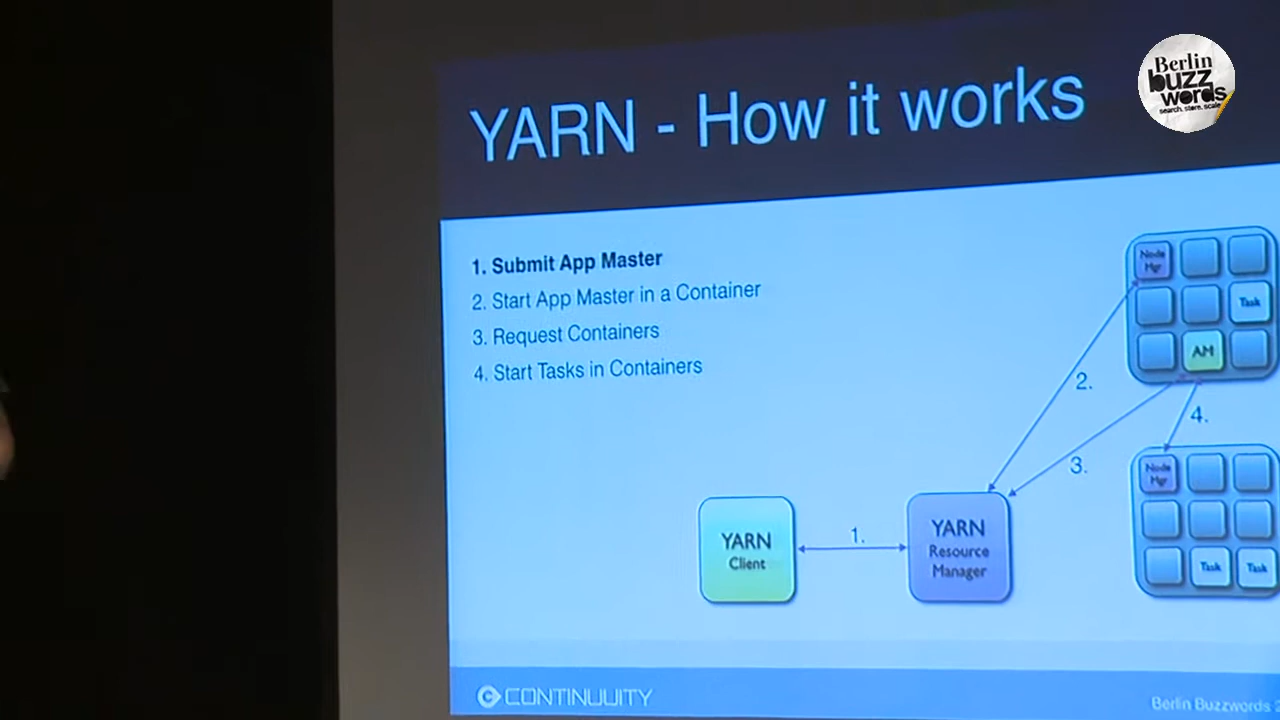 Berlin
buzz
words
search. store. scale
YARN - How it works
1. Submit App Master
2. Start App Master in a Container
3. Request Containers
4. Start Tasks in Containers
Node
Mgr
Task
AM
2.
4.
3.
Node
Mgr
Task
Task
YARN
Client
1.
YARN
Resource
Manager
CONTINUUITY
Berlin Buzzwords